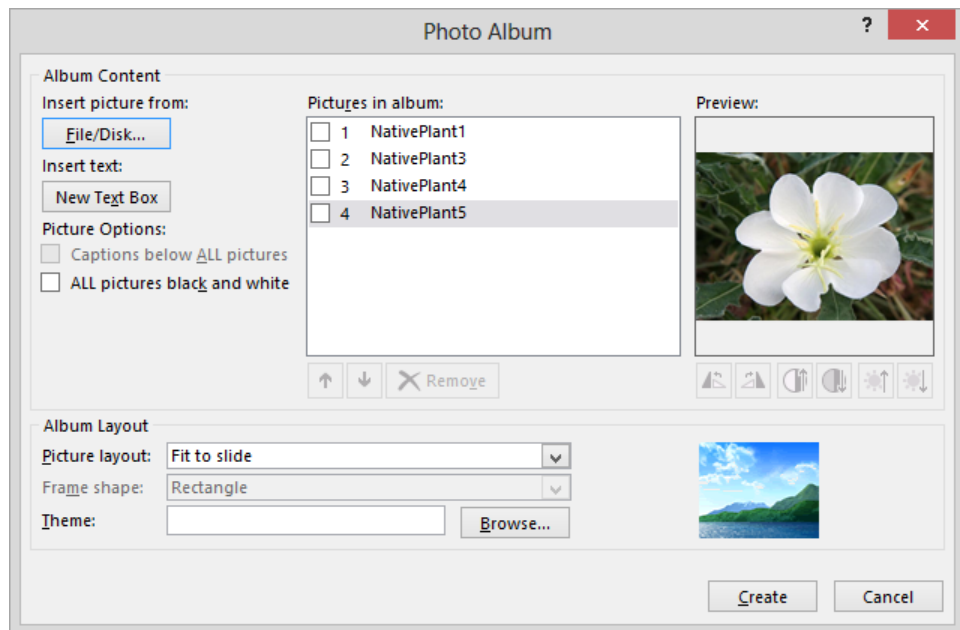 Photo Album
?
Album Content
Insert picture from:
File/Disk...
Insert text:
New Text Box
Picture Options:
Captions below ALL pictures
ALL pictures black and white
Pictures in album:
1 NativePlant1
2 NativePlant3
3 NativePlant4
4 NativePlant5
Remove
Preview:
Album Layout
Picture layout: Fit to slide
Frame shape: Rectangle
Theme: Browse...
Create Cancel